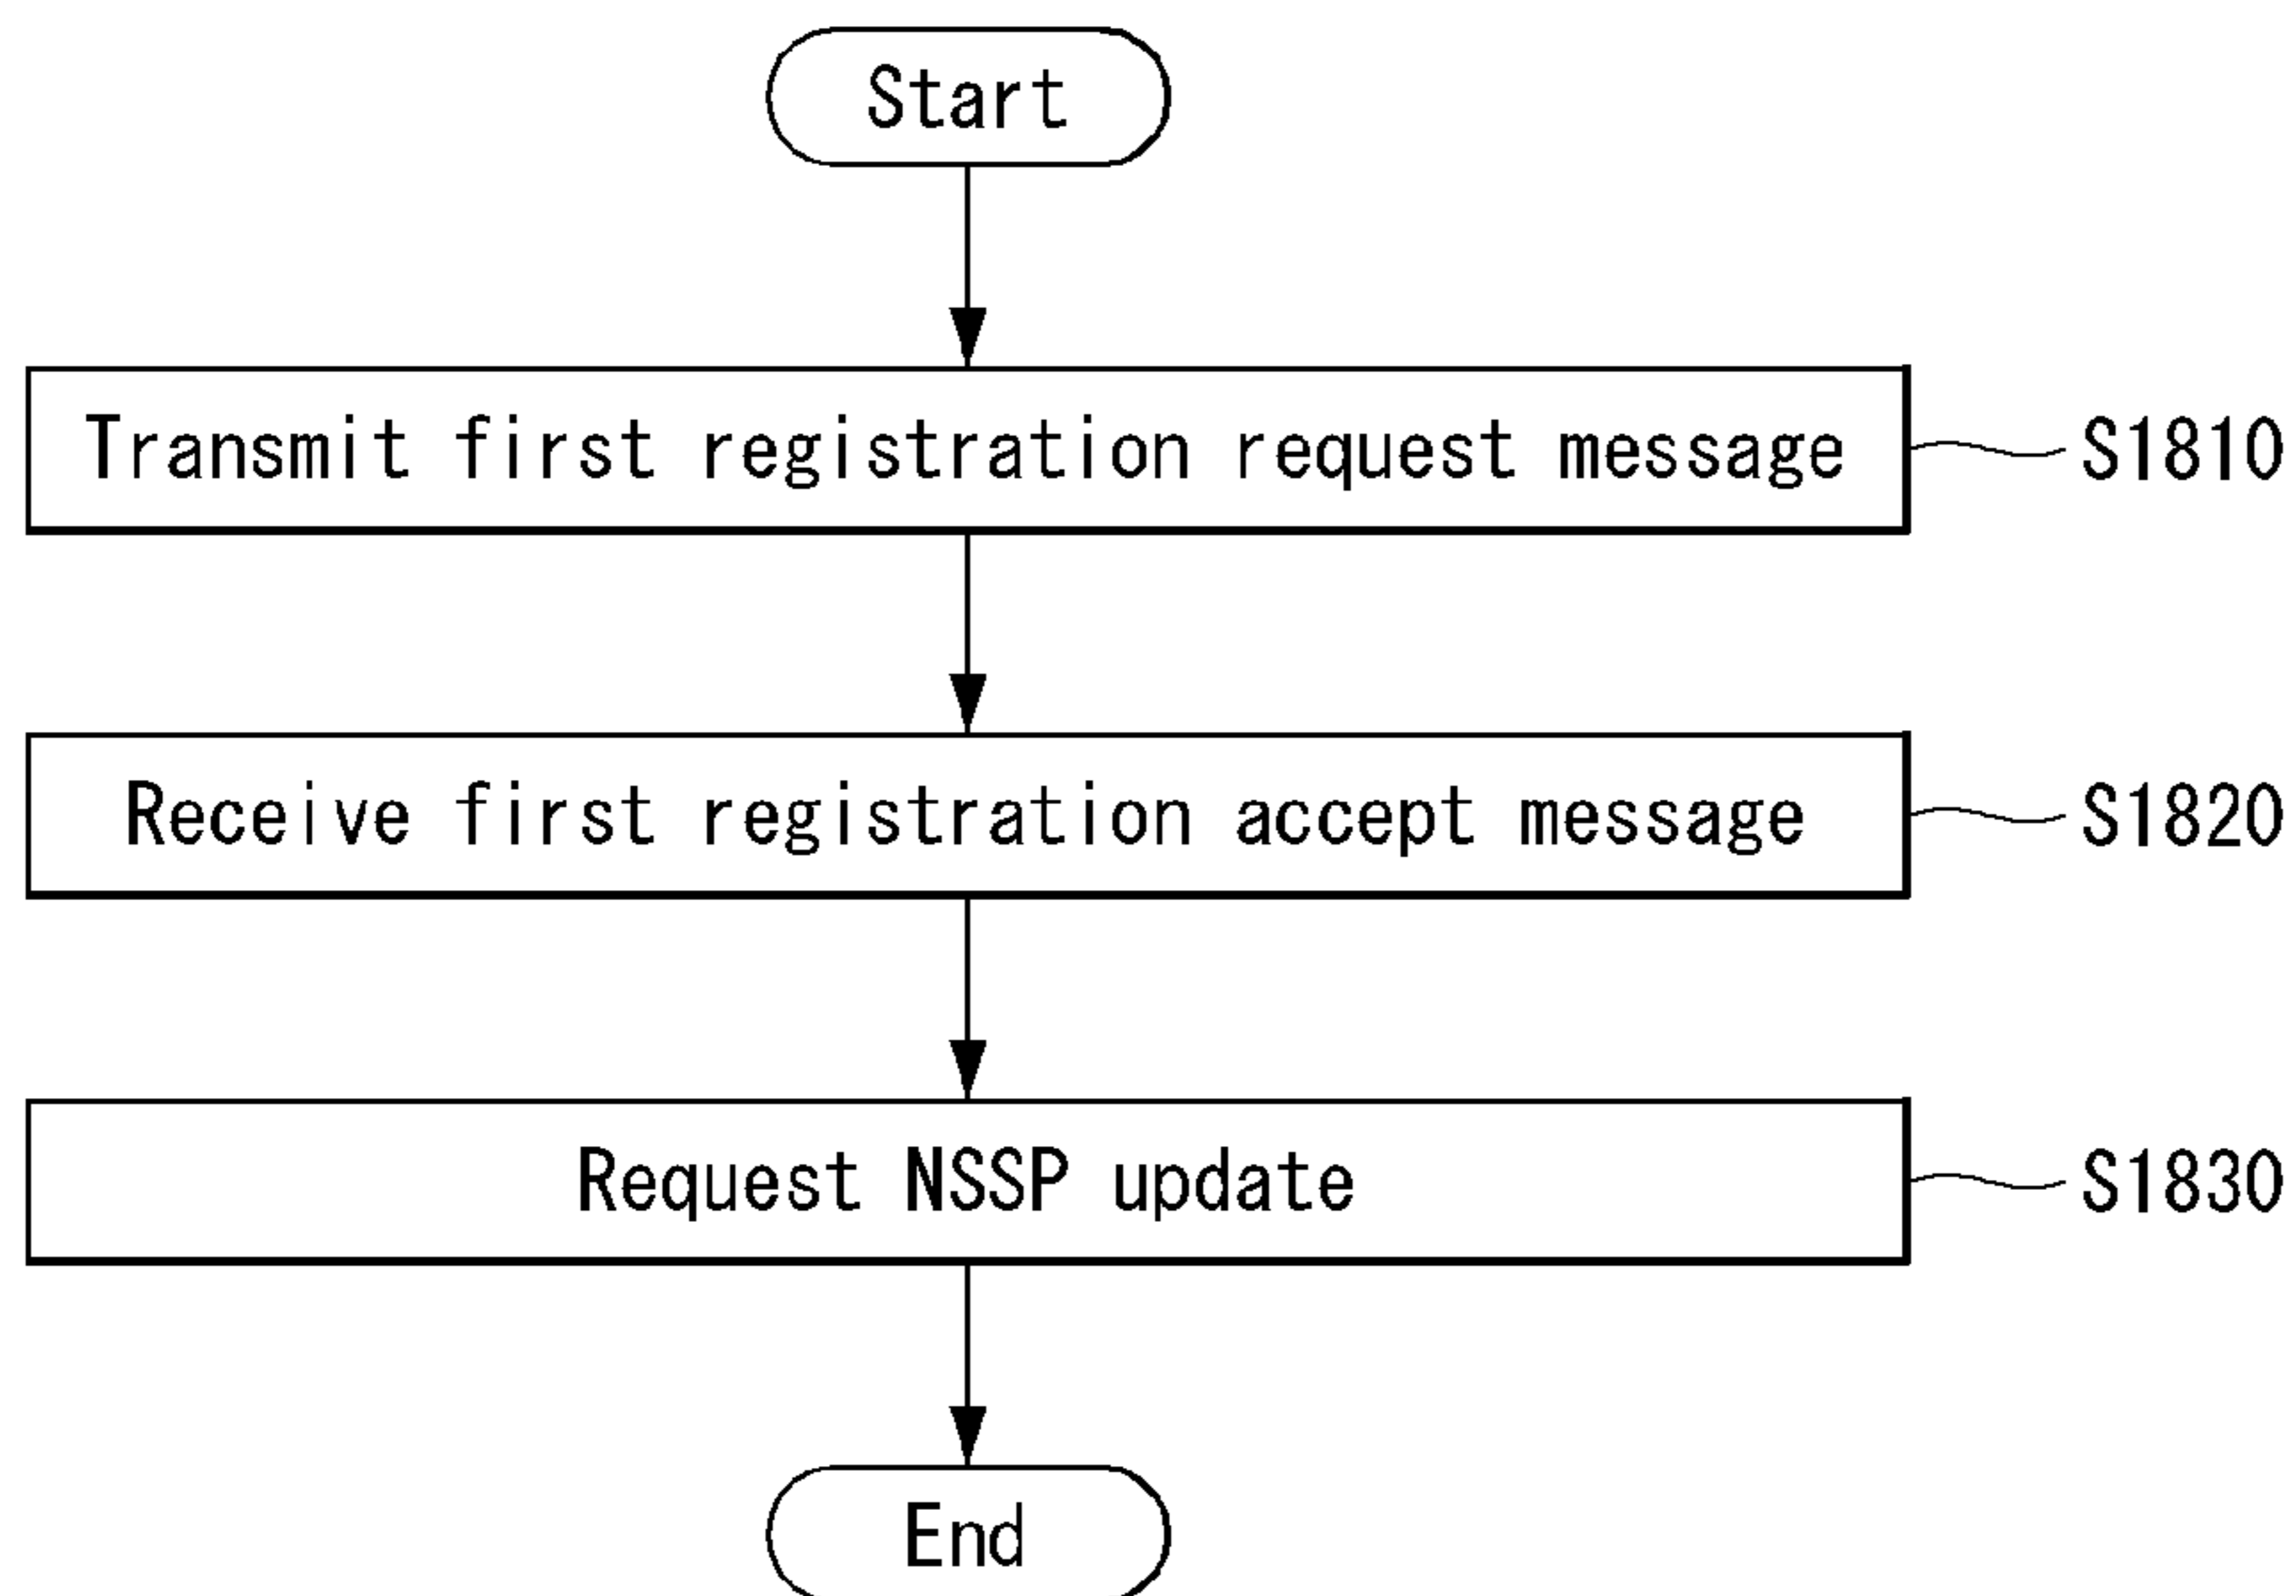 Start
Transmit first registration request message
S1810
Receive first registration accept message
S1820
Request NSSP update
S1830
End